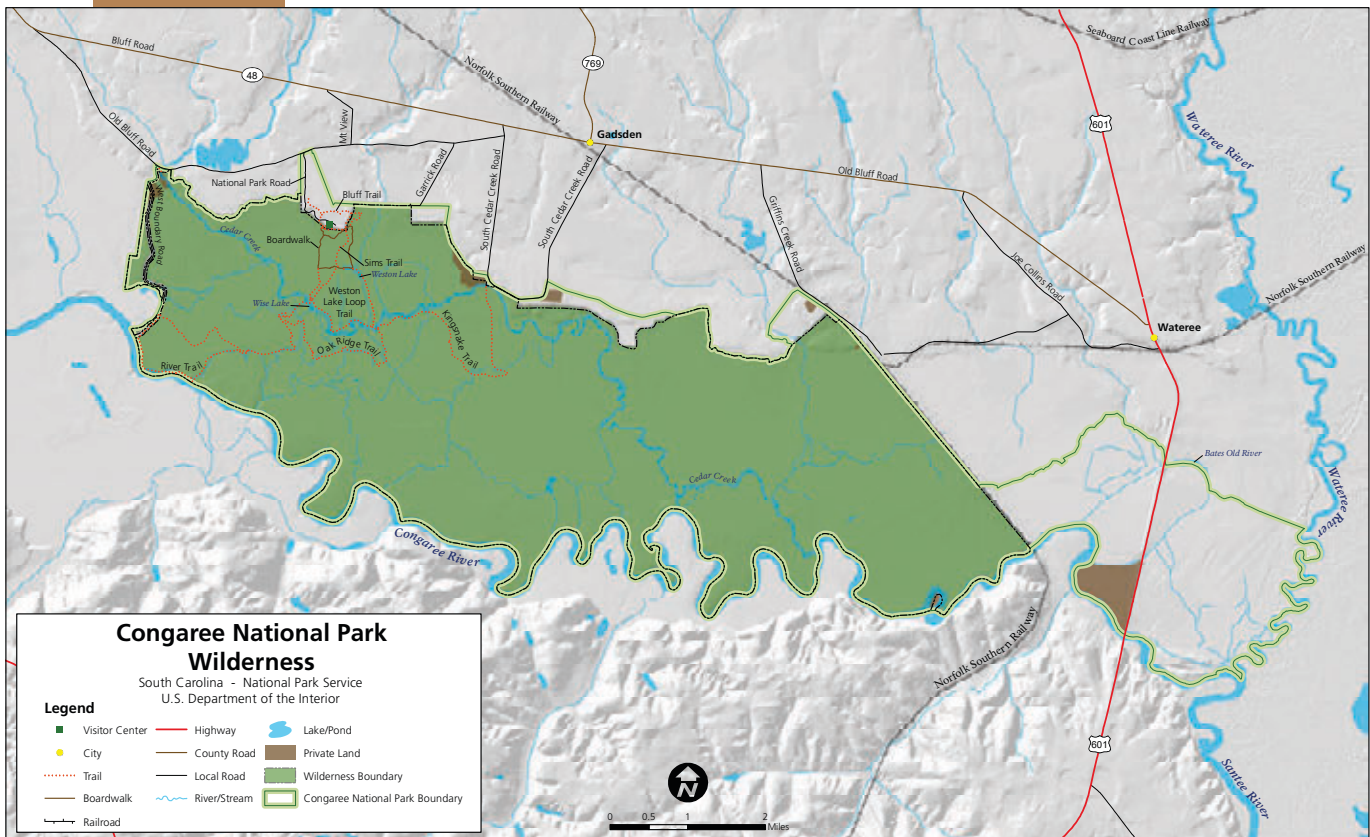 Seaboard Coast Line Railway
Bluff Road
48
769
Norfolk Southern Railway
601
Wateree River
Mt View
Gadsden
Old Bluff Road
National Park Road
Garrick Road
South Cedar Creek Road
South Cedar Creek Road
Old Bluff Road
Bluff Trail
Griffins Creek Road
West Boundary Road
Cedar Creek
Boardwalk
Sims Trail
Weston Lake
Joe Collins Road
Norfolk Southern Railway
Wise Lake
Weston
Lake Loop
Trail
Kingsnake Trail
Wateree
Oak Ridge Trail
River Trail
Bates Old River
Cedar Creek
Wateree River
Congaree River
Norfolk Southern Railway
601
Santee River
Congaree National Park
Wilderness
South Carolina - National Park Service
U.S. Department of the Interior
Legend
Visitor Center
Highway
Lake/Pond
City
County Road
Private Land
Trail
Local Road
Wilderness Boundary
Boardwalk
River/Stream
Congaree National Park Boundary
Railroad
N
0 0.5 1 2
Miles